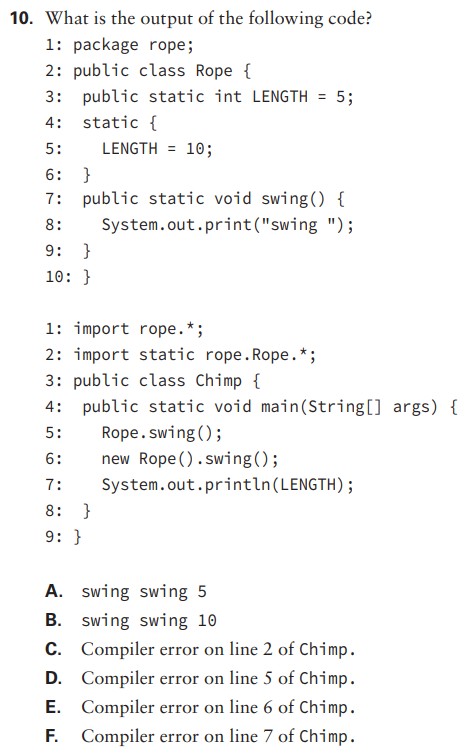 10. What is the output of the following code?
1: package rope;
2: public class Rope {
3:   public static int LENGTH = 5;
4:   static {
5:     LENGTH = 10;
6:   }
7:   public static void swing() {
8:     System.out.print("swing ");
9:   }
10: }
1: import rope.*;
2: import static rope.Rope.*;
3: public class Chimp {
4:   public static void main(String[] args) {
5:     Rope.swing();
6:     new Rope().swing();
7:     System.out.println(LENGTH);
8:   }
9: }
A. swing swing 5
B. swing swing 10
C. Compiler error on line 2 of Chimp.
D. Compiler error on line 5 of Chimp.
E. Compiler error on line 6 of Chimp.
F. Compiler error on line 7 of Chimp.